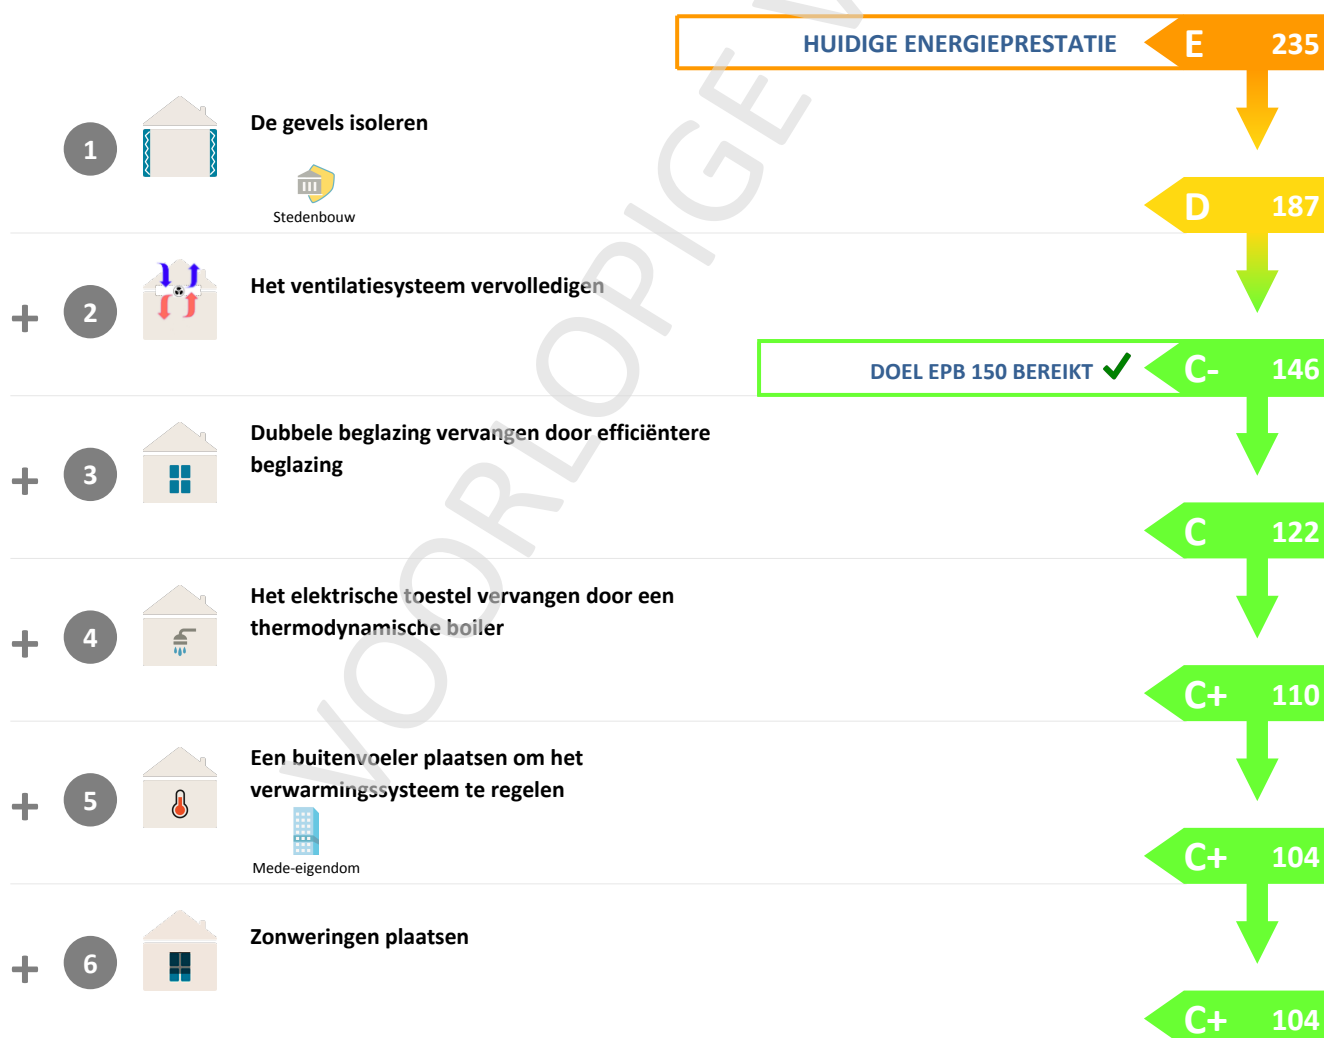 HUIDIGE ENERGIEPRESTATIE E 235
1 De gevels isoleren
Stedenbouw
D 187
+ 2 Het ventilatiesysteem vervolledigen
DOEL EPB 150 BEREIKT ✓ C- 146
+ 3 Dubbele beglazing vervangen door efficiëntere
beglazing
C 122
+ 4 Het elektrische toestel vervangen door een
thermodynamische boiler
C+ 110
+ 5 Een buitenvoeler plaatsen om het
verwarmingssysteem te regelen
Mede-eigendom
C+ 104
+ 6 Zonweringen plaatsen
C+ 104
VOORLOPIGE V